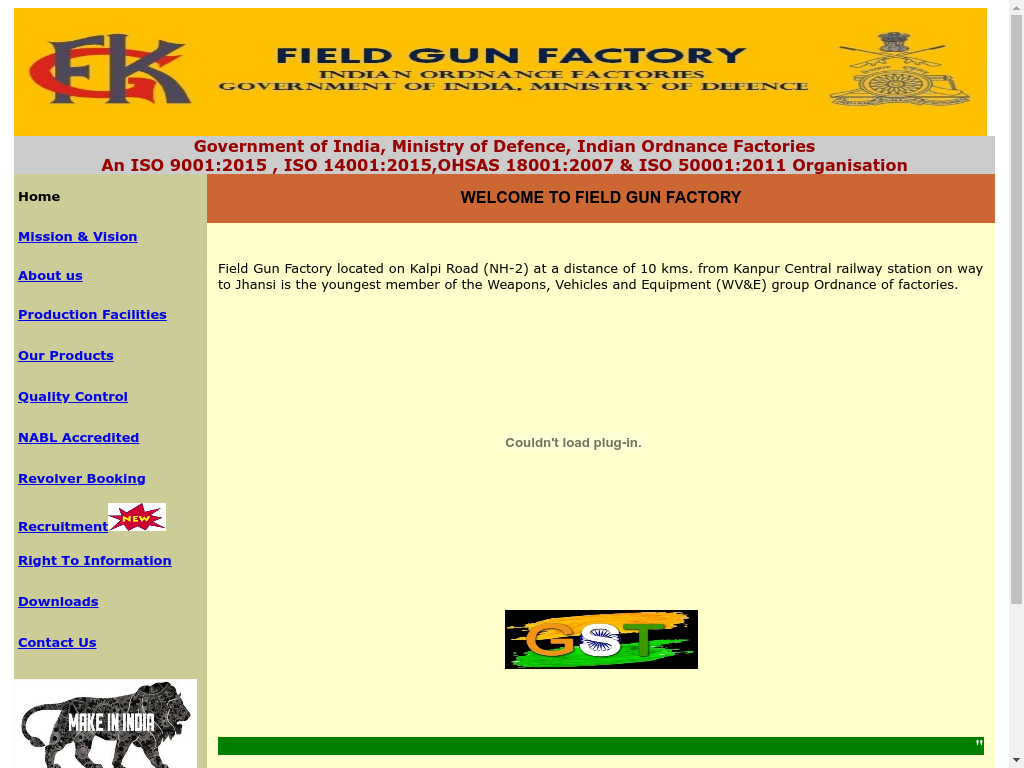 FGK
FIELD GUN FACTORY
INDIAN ORDNANCE FACTORIES
GOVERNMENT OF INDIA, MINISTRY OF DEFENCE
Government of India, Ministry of Defence, Indian Ordnance Factories
An ISO 9001:2015 , ISO 14001:2015,OHSAS 18001:2007 & ISO 50001:2011 Organisation
Home
WELCOME TO FIELD GUN FACTORY
Mission & Vision
About us
Production Facilities
Our Products
Quality Control
NABL Accredited
Revolver Booking
Recruitment NEW
Right To Information
Downloads
Contact Us
MAKE IN INDIA
Field Gun Factory located on Kalpi Road (NH-2) at a distance of 10 kms. from Kanpur Central railway station on way
to Jhansi is the youngest member of the Weapons, Vehicles and Equipment (WV&E) group Ordnance of factories.
Couldn't load plug-in.
GST
"